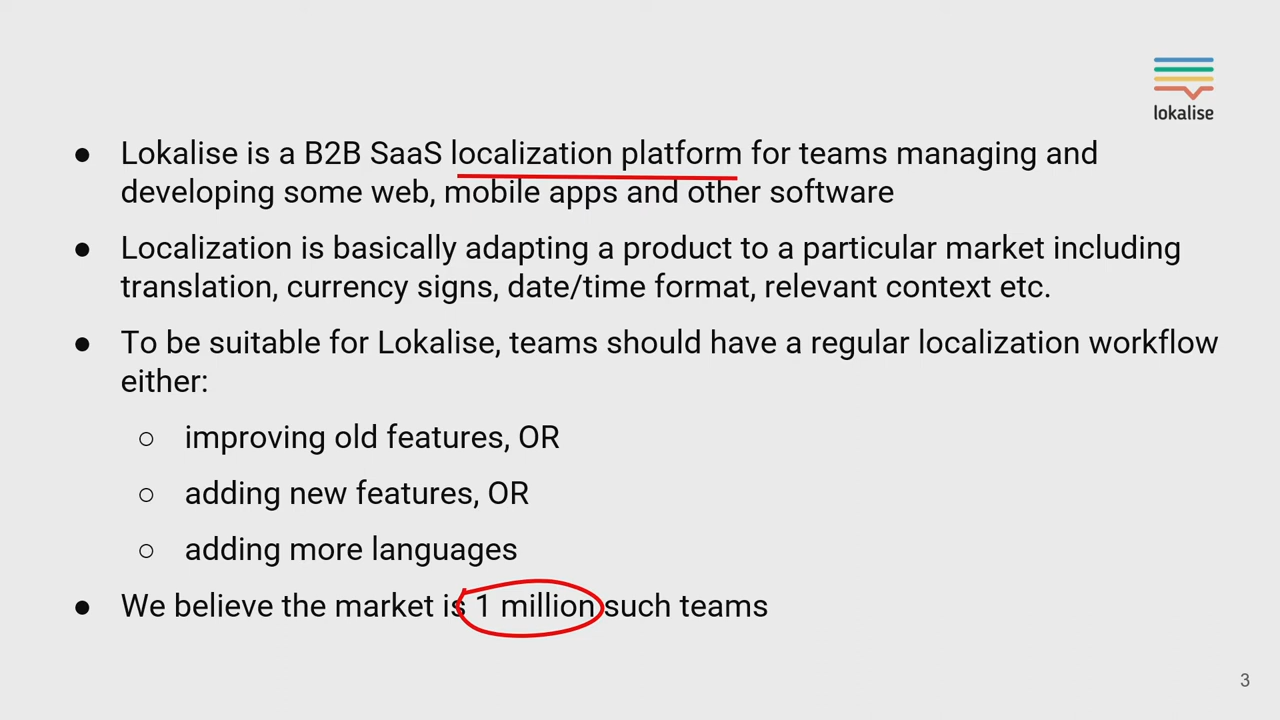 lokalise
● Lokalise is a B2B SaaS localization platform for teams managing and
developing some web, mobile apps and other software
● Localization is basically adapting a product to a particular market including
translation, currency signs, date/time format, relevant context etc.
● To be suitable for Lokalise, teams should have a regular localization workflow
either:
○ improving old features, OR
○ adding new features, OR
○ adding more languages
● We believe the market is 1 million such teams
3